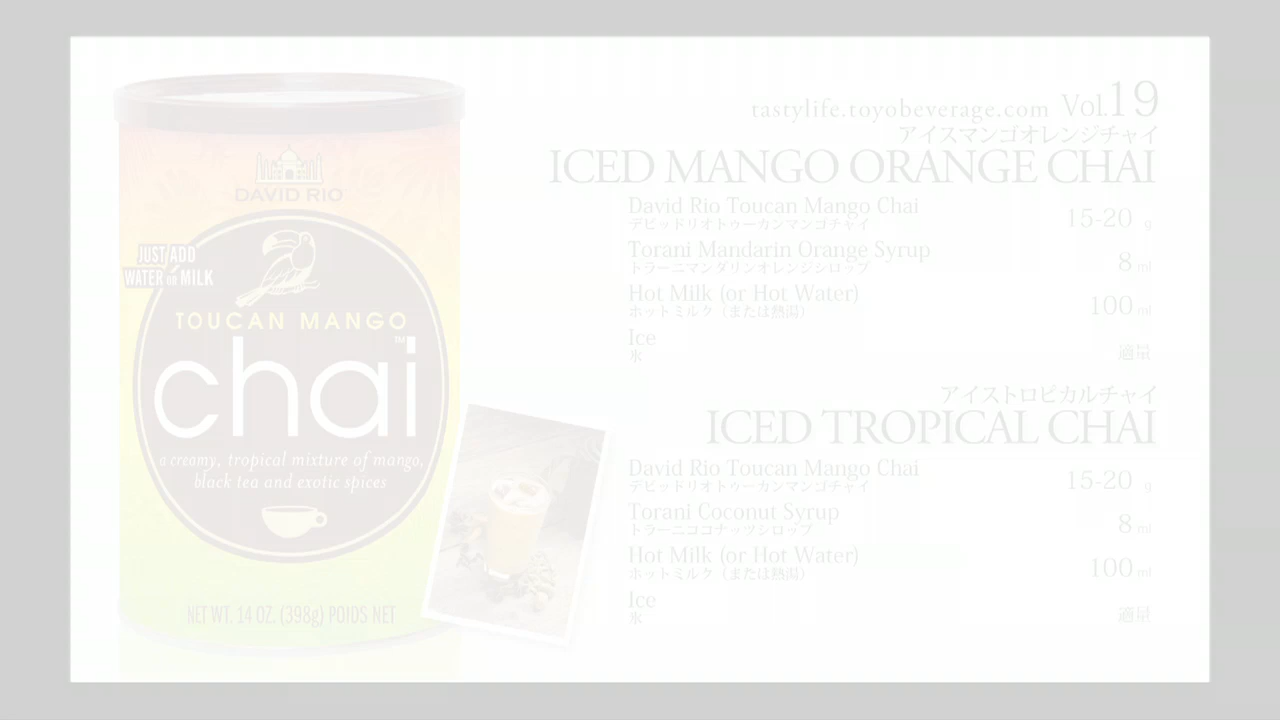 DAVID RIO
JUST ADD
WATER or MILK
TOUCAN MANGO
chai™
a creamy, tropical mixture of mango,
black tea and exotic spices
NET WT. 14 OZ. (398g) POIDS NET
tastylife.toyobeverage.com Vol.19
アイスマンゴオレンジチャイ
ICED MANGO ORANGE CHAI
David Rio Toucan Mango Chai 15-20 g
デビッドリオトゥーカンマンゴチャイ
Torani Mandarin Orange Syrup 8 ml
トラーニマンダリンオレンジシロップ
Hot Milk (or Hot Water) 100 ml
ホットミルク（または熱湯）
Ice 適量
氷
アイストロピカルチャイ
ICED TROPICAL CHAI
David Rio Toucan Mango Chai 15-20 g
デビッドリオトゥーカンマンゴチャイ
Torani Coconut Syrup 8 ml
トラーニココナッツシロップ
Hot Milk (or Hot Water) 100 ml
ホットミルク（または熱湯）
Ice 適量
氷